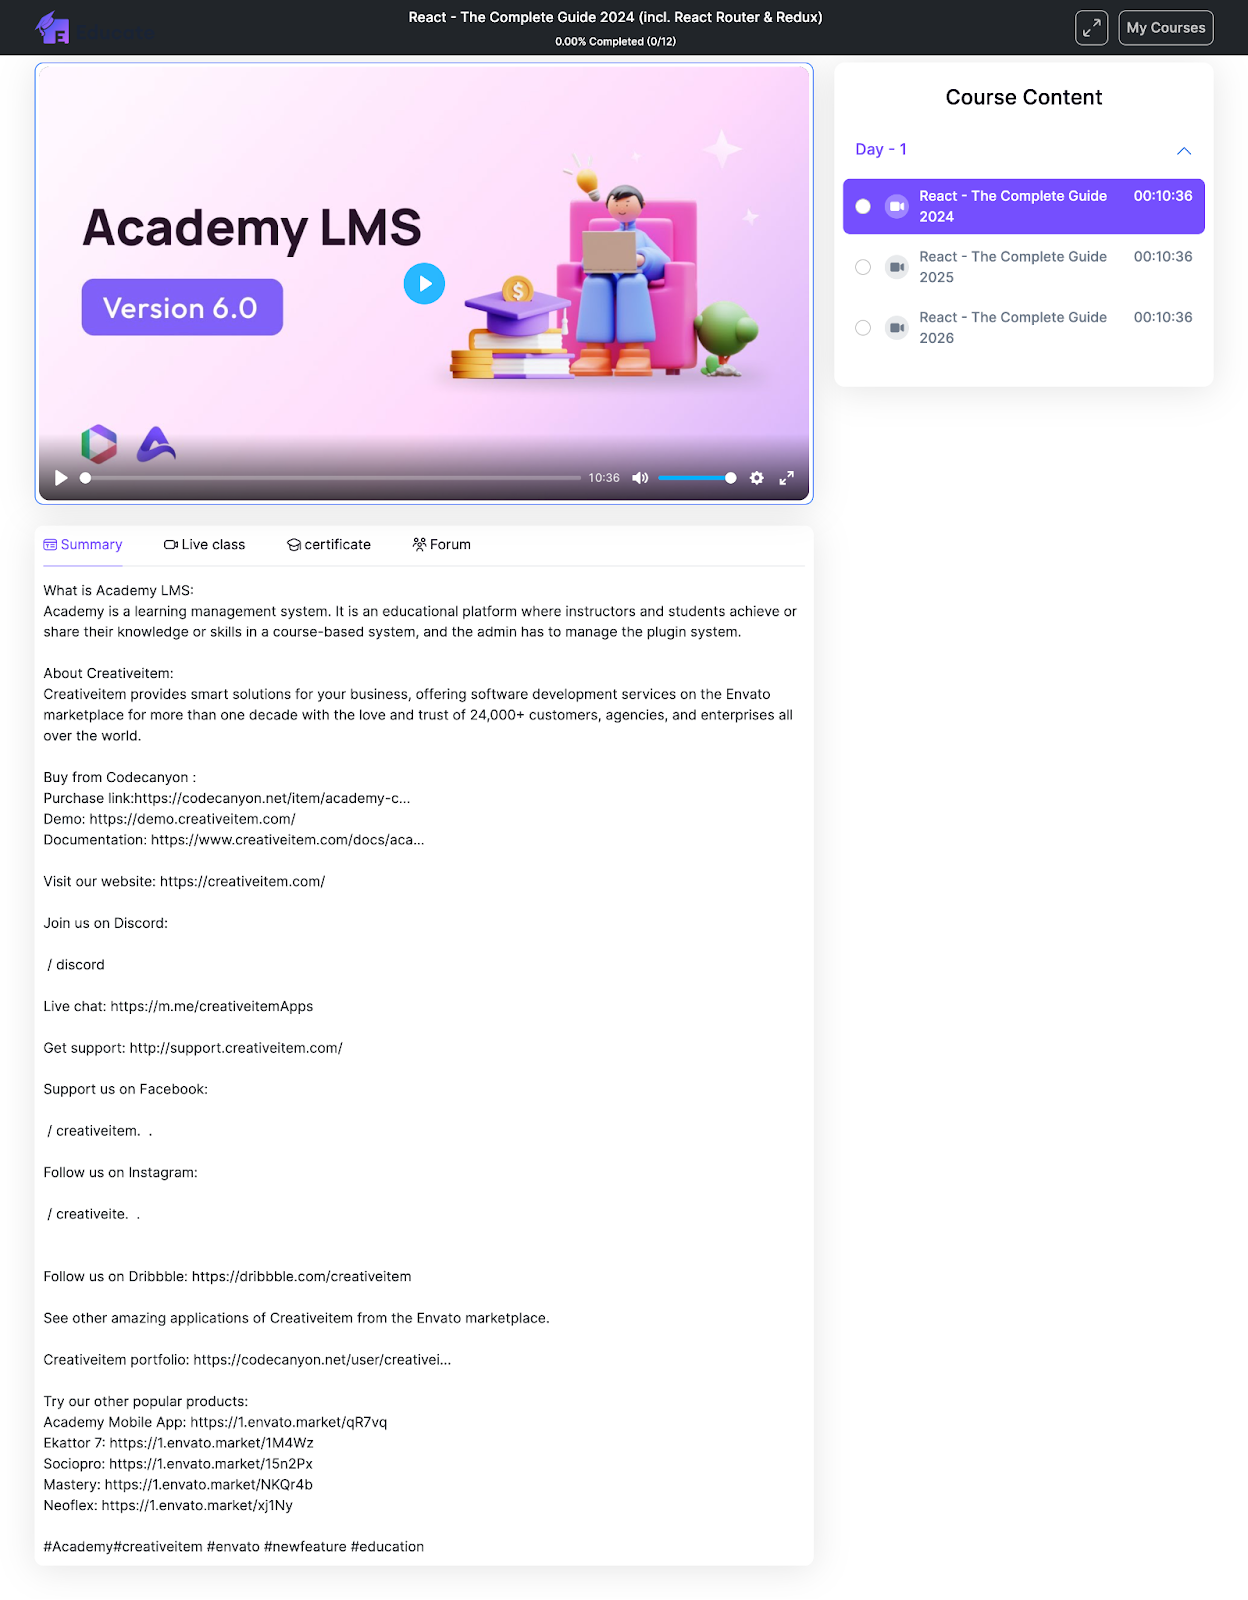 React - The Complete Guide 2024 (incl. React Router & Redux)
0.00% Completed (0/12)
My Courses
Academy LMS
Version 6.0
10:36
Course Content
Day - 1
React - The Complete Guide 00:10:36
2024
React - The Complete Guide 00:10:36
2025
React - The Complete Guide 00:10:36
2026
Summary Live class certificate Forum
What is Academy LMS:
Academy is a learning management system. It is an educational platform where instructors and students achieve or
share their knowledge or skills in a course-based system, and the admin has to manage the plugin system.
About Creativeitem:
Creativeitem provides smart solutions for your business, offering software development services on the Envato
marketplace for more than one decade with the love and trust of 24,000+ customers, agencies, and enterprises all
over the world.
Buy from Codecanyon :
Purchase link:https://codecanyon.net/item/academy-c...
Demo: https://demo.creativeitem.com/
Documentation: https://www.creativeitem.com/docs/aca...
Visit our website: https://creativeitem.com/
Join us on Discord:
/ discord
Live chat: https://m.me/creativeitemApps
Get support: http://support.creativeitem.com/
Support us on Facebook:
/ creativeitem. .
Follow us on Instagram:
/ creativeite. .
Follow us on Dribbble: https://dribbble.com/creativeitem
See other amazing applications of Creativeitem from the Envato marketplace.
Creativeitem portfolio: https://codecanyon.net/user/creativei...
Try our other popular products:
Academy Mobile App: https://1.envato.market/qR7vq
Ekattor 7: https://1.envato.market/1M4Wz
Sociopro: https://1.envato.market/15n2Px
Mastery: https://1.envato.market/NKQr4b
Neoflex: https://1.envato.market/xj1Ny
#Academy#creativeitem #envato #newfeature #education